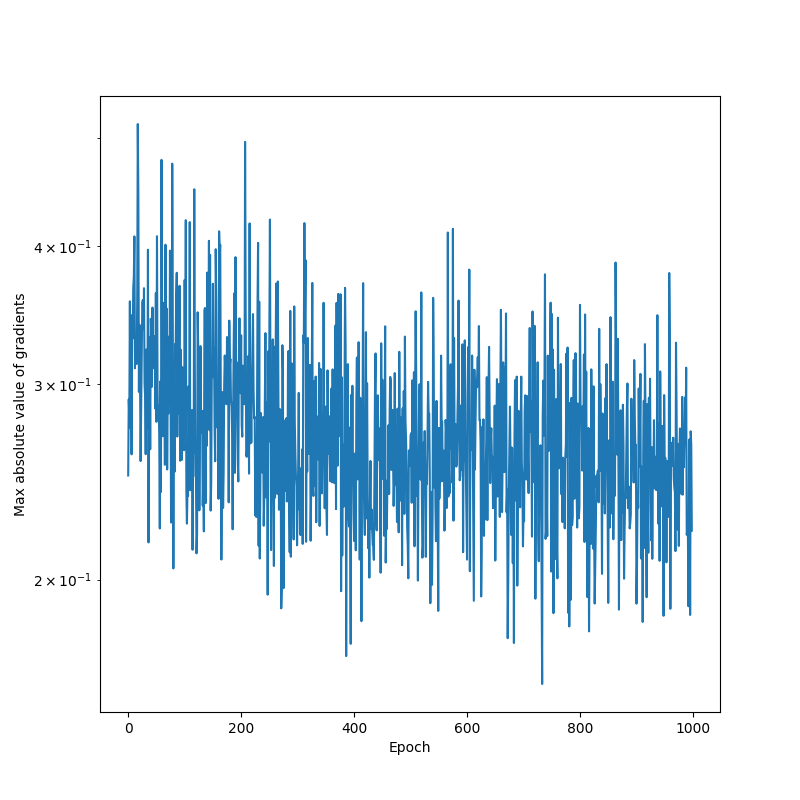 Max absolute value of gradients
4 × 10⁻¹
3 × 10⁻¹
2 × 10⁻¹
0 200 400 600 800 1000
Epoch